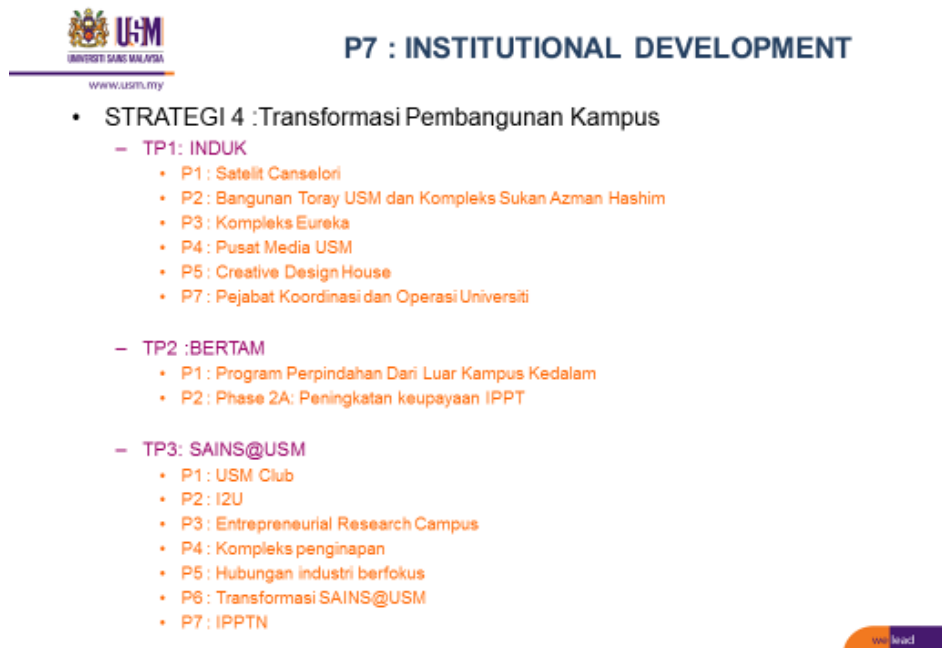 USM
UNIVERSITI SAINS MALAYSIA
www.usm.my
P7 : INSTITUTIONAL DEVELOPMENT
• STRATEGI 4 :Transformasi Pembangunan Kampus
– TP1: INDUK
• P1 : Satelit Canselori
• P2 : Bangunan Toray USM dan Kompleks Sukan Azman Hashim
• P3 : Kompleks Eureka
• P4 : Pusat Media USM
• P5 : Creative Design House
• P7 : Pejabat Koordinasi dan Operasi Universiti
– TP2 :BERTAM
• P1 : Program Perpindahan Dari Luar Kampus Kedalam
• P2 : Phase 2A: Peningkatan keupayaan IPPT
– TP3: SAINS@USM
• P1 : USM Club
• P2 : I2U
• P3 : Entrepreneurial Research Campus
• P4 : Kompleks penginapan
• P5 : Hubungan industri berfokus
• P6 : Transformasi SAINS@USM
• P7 : IPPTN
we lead